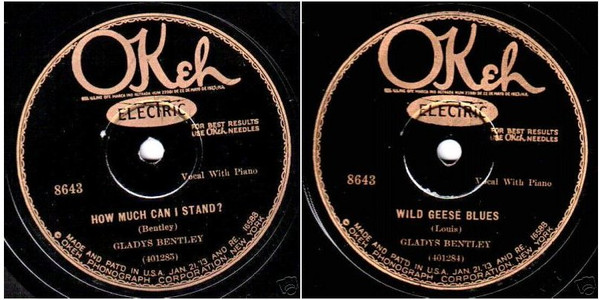 OKeh
ELECTRIC
FOR BEST RESULTS
USE OKeh NEEDLES
8643
Vocal With Piano
HOW MUCH CAN I STAND?
(Bentley)
GLADYS BENTLEY
(401285)
MADE AND PAT'D IN U.S.A. JAN. 21,'13 AND RE. 16588
OKEH PHONOGRAPH CORPORATION NEW YORK
OKeh
ELECTRIC
FOR BEST RESULTS
USE OKeh NEEDLES
8643
Vocal With Piano
WILD GEESE BLUES
(Louis)
GLADYS BENTLEY
(401284)
MADE AND PAT'D IN U.S.A. JAN. 21,'13 AND RE. 16588
OKEH PHONOGRAPH CORPORATION NEW YORK